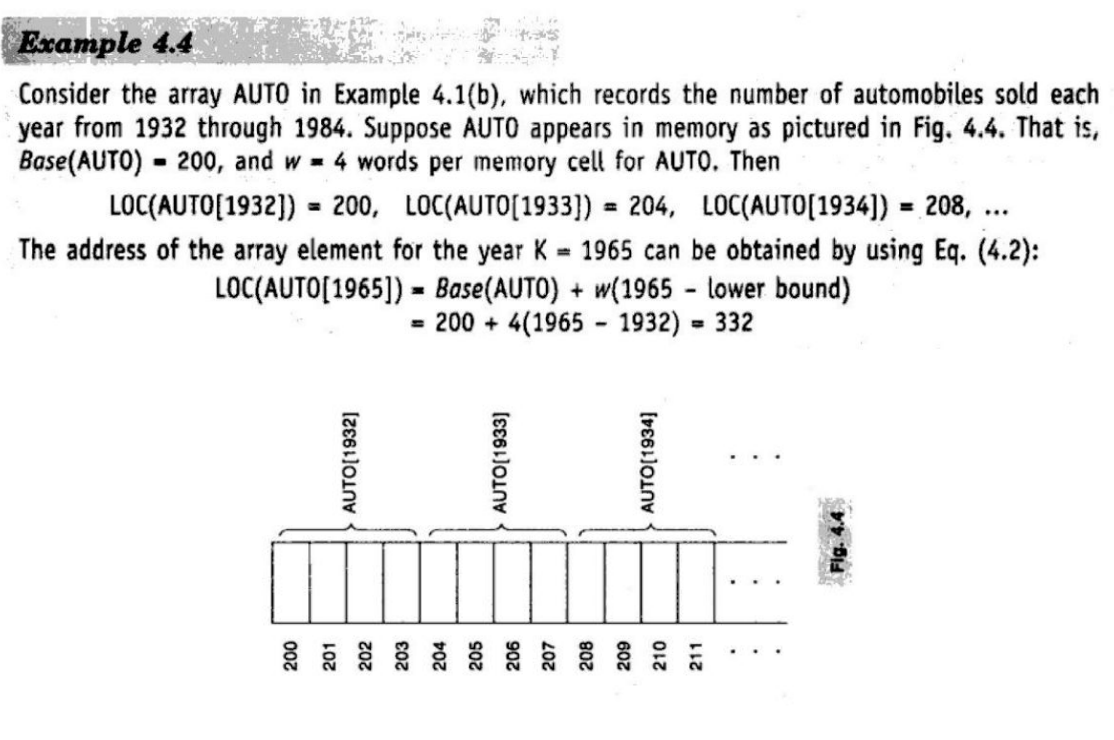 Example 4.4
Consider the array AUTO in Example 4.1(b), which records the number of automobiles sold each
year from 1932 through 1984. Suppose AUTO appears in memory as pictured in Fig. 4.4. That is,
Base(AUTO) = 200, and w = 4 words per memory cell for AUTO. Then
LOC(AUTO[1932]) = 200, LOC(AUTO[1933]) = 204, LOC(AUTO[1934]) = 208, ...
The address of the array element for the year K = 1965 can be obtained by using Eq. (4.2):
LOC(AUTO[1965]) = Base(AUTO) + w(1965 - lower bound)
= 200 + 4(1965 - 1932) = 332
AUTO[1932] AUTO[1933] AUTO[1934] . . .
. . .
200 201 202 203 204 205 206 207 208 209 210 211 . . .
Fig. 4.4